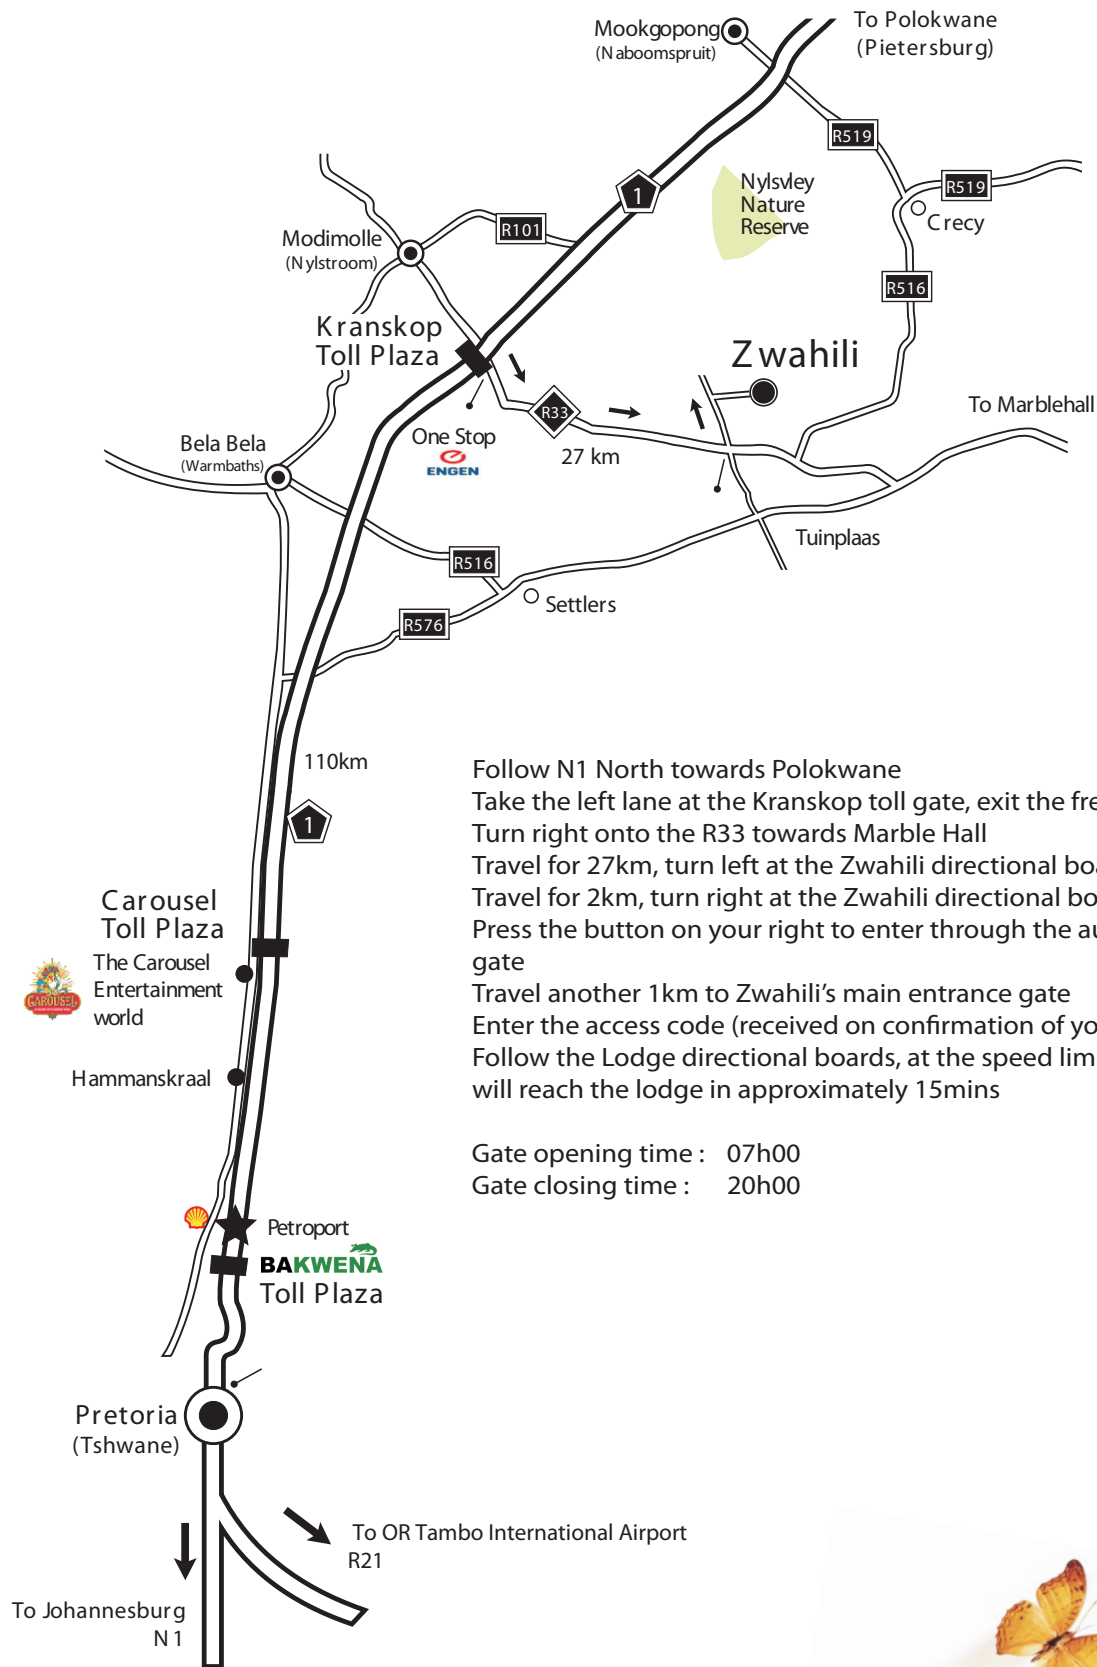 Mookgopong
(Naboomspruit)
To Polokwane
(Pietersburg)
R519
R519
Nylsvley
Nature
Reserve
Crecy
1
R101
Modimolle
(Nylstroom)
R516
Kranskop
Toll Plaza
Zwahili
R33
To Marblehall
One Stop
ENGEN
27 km
Bela Bela
(Warmbaths)
Tuinplaas
R516
Settlers
R576
110km
1
Follow N1 North towards Polokwane
Take the left lane at the Kranskop toll gate, exit the fre
Turn right onto the R33 towards Marble Hall
Travel for 27km, turn left at the Zwahili directional boa
Travel for 2km, turn right at the Zwahili directional bo
Press the button on your right to enter through the au
gate
Travel another 1km to Zwahili's main entrance gate
Enter the access code (received on confirmation of yo
Follow the Lodge directional boards, at the speed lim
will reach the lodge in approximately 15mins
Gate opening time : 07h00
Gate closing time : 20h00
Carousel
Toll Plaza
CAROUSEL
The Carousel
Entertainment
world
Hammanskraal
Petroport
BAKWENA
Toll Plaza
Pretoria
(Tshwane)
To OR Tambo International Airport
R21
To Johannesburg
N1